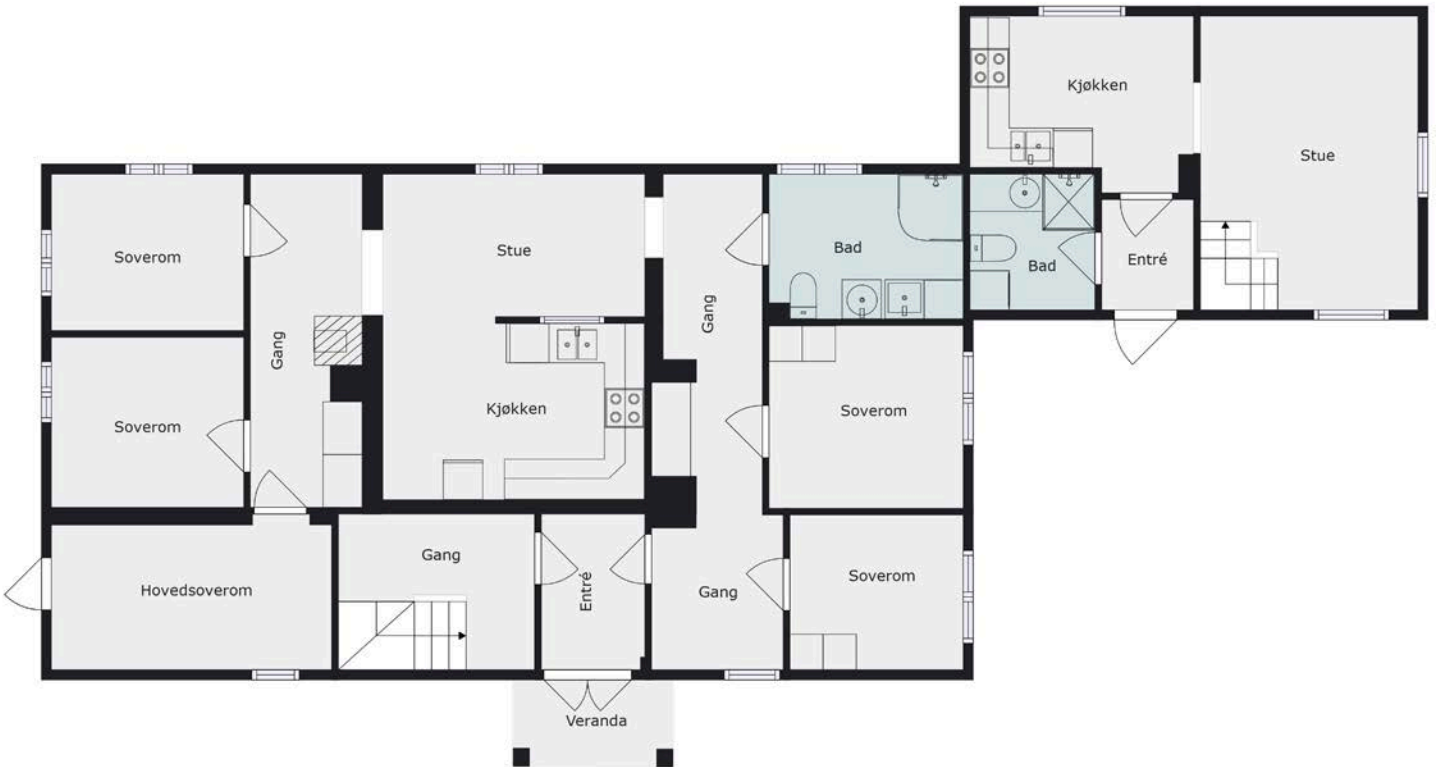 Kjøkken
Stue
Bad
Entré
Soverom
Stue
Bad
Gang
Gang
Soverom
Kjøkken
Soverom
Gang
Soverom
Hovedsoverom
Entré
Gang
Veranda